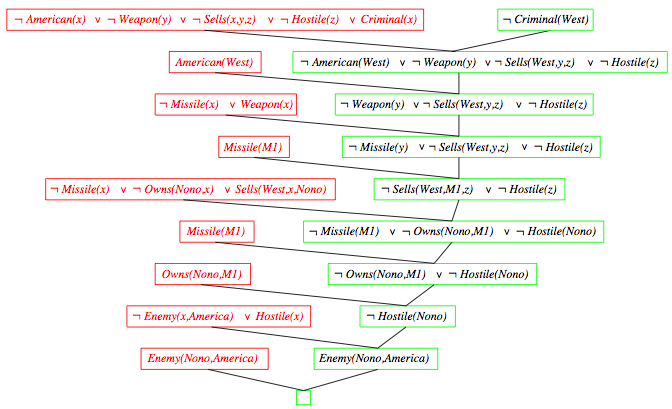 ¬ American(x) ∨ ¬ Weapon(y) ∨ ¬ Sells(x,y,z) ∨ ¬ Hostile(z) ∨ Criminal(x) ¬ Criminal(West)
American(West) ¬ American(West) ∨ ¬ Weapon(y) ∨ ¬ Sells(West,y,z) ∨ ¬ Hostile(z)
¬ Missile(x) ∨ Weapon(x) ¬ Weapon(y) ∨ ¬ Sells(West,y,z) ∨ ¬ Hostile(z)
Missile(M1) ¬ Missile(y) ∨ ¬ Sells(West,y,z) ∨ ¬ Hostile(z)
¬ Missile(x) ∨ ¬ Owns(Nono,x) ∨ Sells(West,x,Nono) ¬ Sells(West,M1,z) ∨ ¬ Hostile(z)
Missile(M1) ¬ Missile(M1) ∨ ¬ Owns(Nono,M1) ∨ ¬ Hostile(Nono)
Owns(Nono,M1) ¬ Owns(Nono,M1) ∨ ¬ Hostile(Nono)
¬ Enemy(x,America) ∨ Hostile(x) ¬ Hostile(Nono)
Enemy(Nono,America) Enemy(Nono,America)